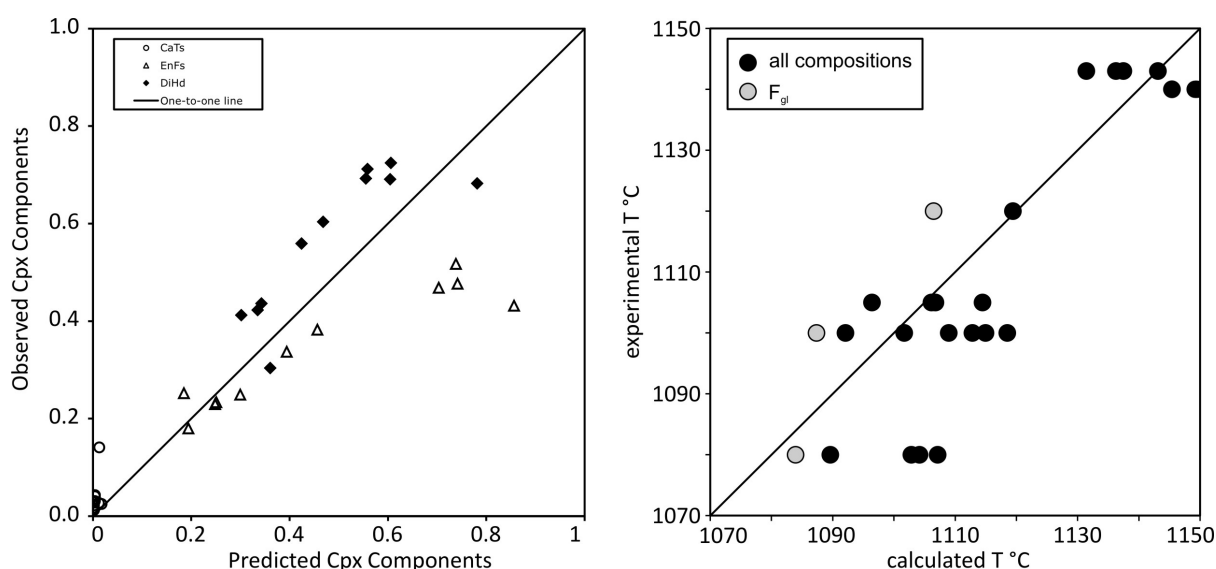 1.0
0.8
0.6
0.4
0.2
0.0
Observed Cpx Components
CaTs
EnFs
DiHd
One-to-one line
0 0.2 0.4 0.6 0.8 1
Predicted Cpx Components
1150
1130
1110
1090
1070
experimental T °C
all compositions
F gl
1070 1090 1110 1130 1150
calculated T °C